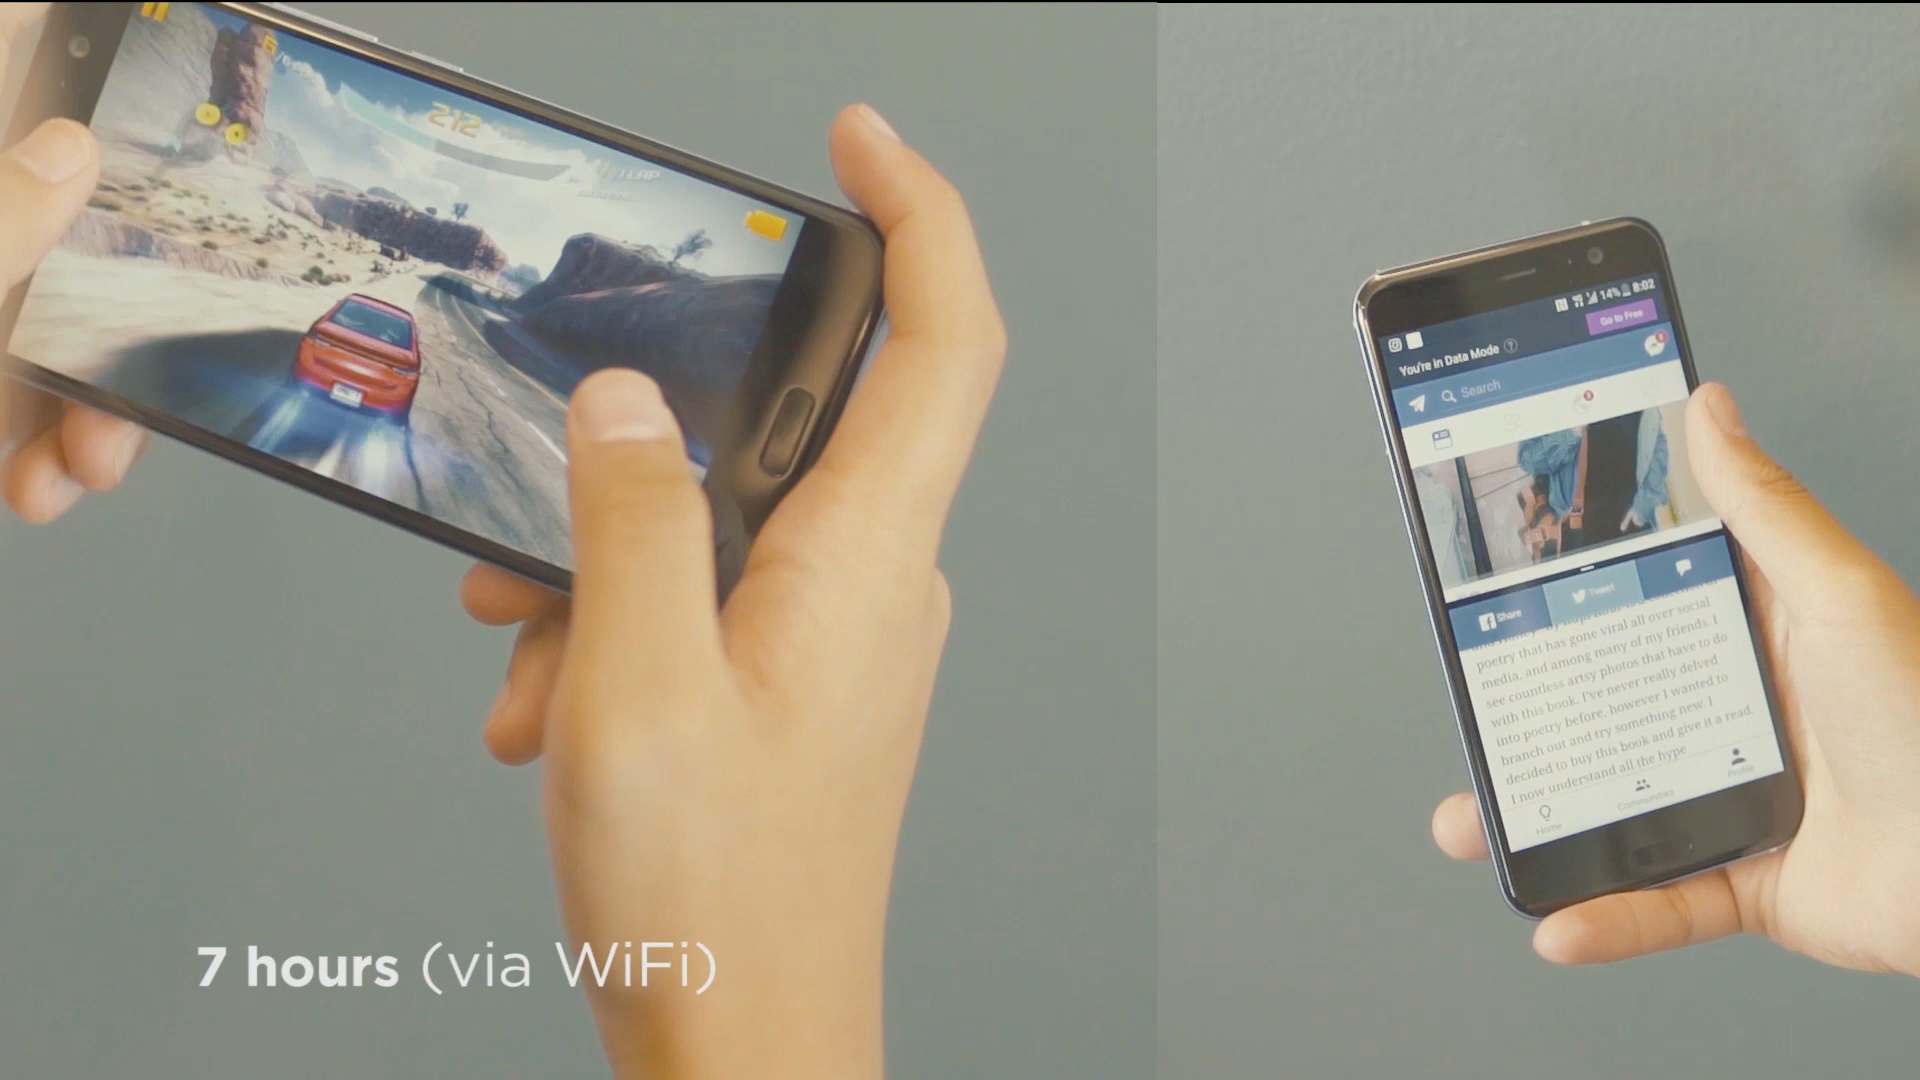 212
/1 LAP
7 hours (via WiFi)
14% 8:02
Go to Free
You're in Data Mode
Search
Share
Tweet
poetry that has gone viral all over social
media, and among many of my friends. I
see countless artsy photos that have to do
with this book. I've never really delved
into poetry before, however I wanted to
branch out and try something new. I
decided to buy this book and give it a read.
I now understand all the hype
Home
Communities
Profile